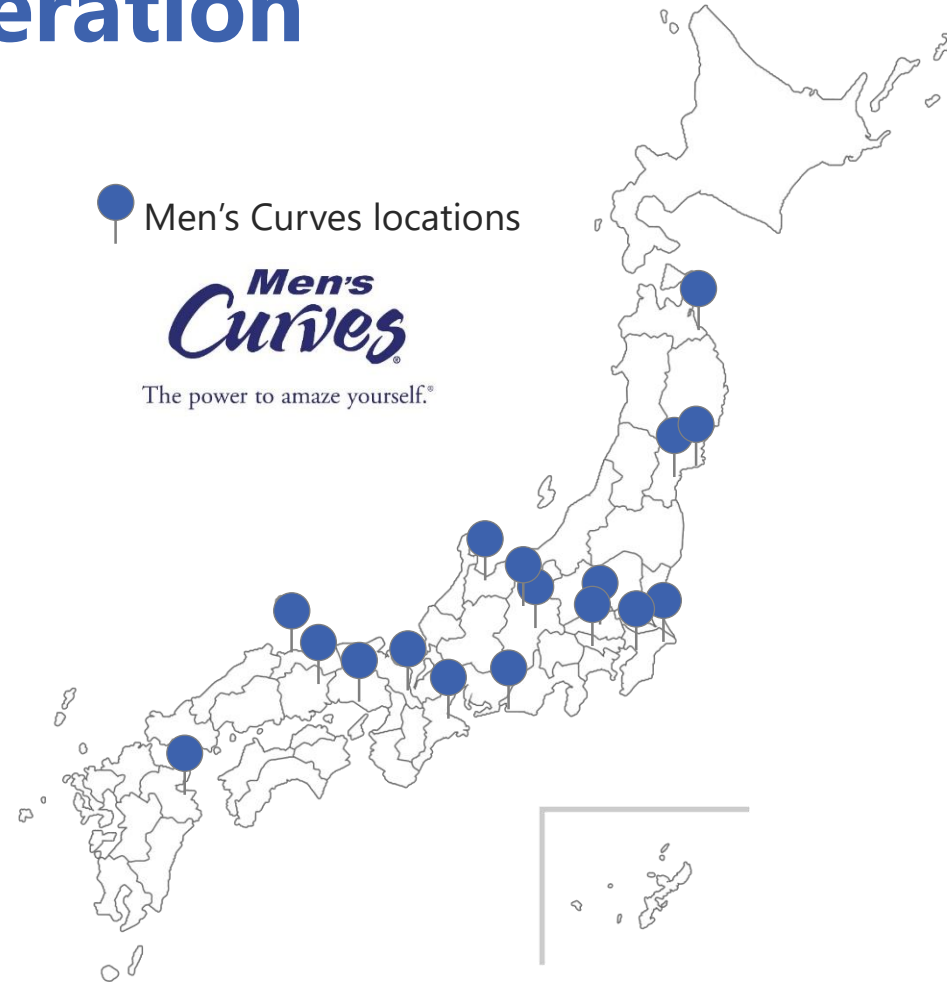 eration
Men’s Curves locations
Men’s
Curves®
The power to amaze yourself.®